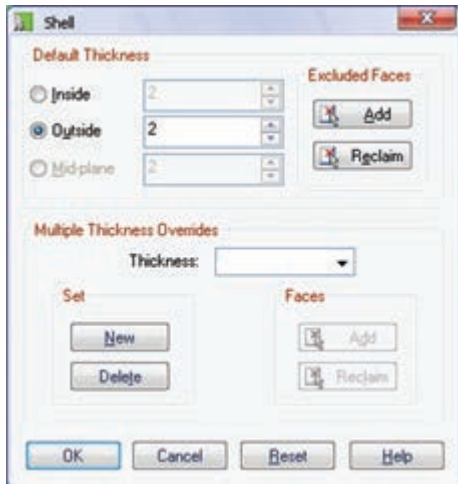 Shell
Default Thickness
Excluded Faces
Inside 2
Add
Outside 2
Reclaim
Mid-plane 2
Multiple Thickness Overrides
Thickness:
Set
Faces
New
Add
Delete
Reclaim
OK Cancel Reset Help